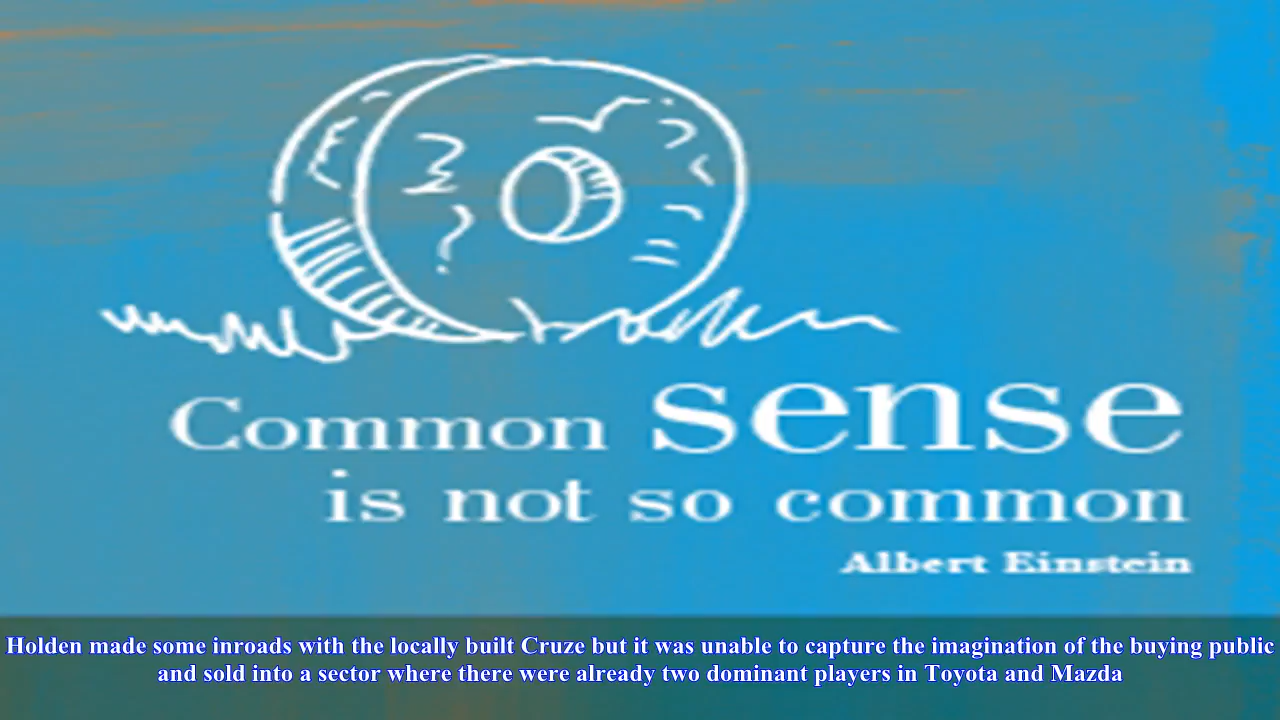 Common sense
is not so common
Albert Einstein
Holden made some inroads with the locally built Cruze but it was unable to capture the imagination of the buying public
and sold into a sector where there were already two dominant players in Toyota and Mazda